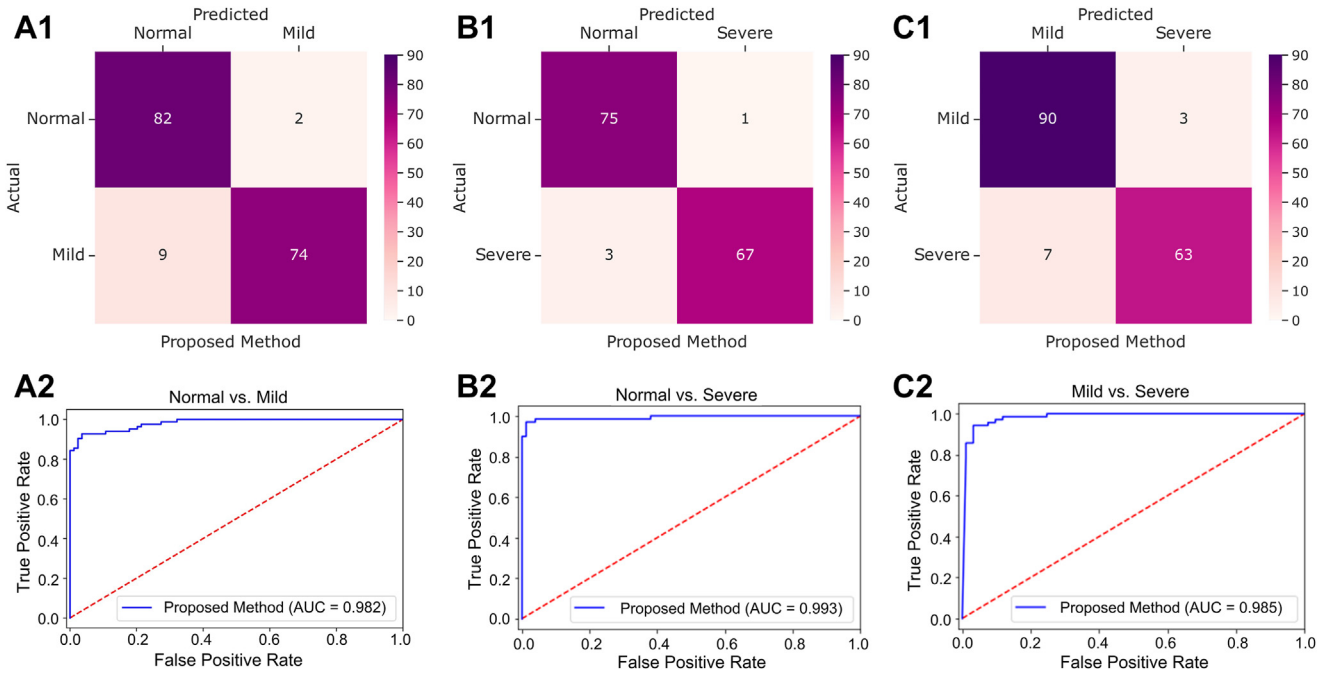 A1
Predicted
Normal Mild
Actual
Normal
Mild
82 2
9 74
90
80
70
60
50
40
30
20
10
0
Proposed Method
B1
Predicted
Normal Severe
Actual
Normal
Severe
75 1
3 67
90
80
70
60
50
40
30
20
10
0
Proposed Method
C1
Predicted
Mild Severe
Actual
Mild
Severe
90 3
7 63
90
80
70
60
50
40
30
20
10
0
Proposed Method
A2
Normal vs. Mild
True Positive Rate
1.0
0.8
0.6
0.4
0.2
0.0
Proposed Method (AUC = 0.982)
0.0 0.2 0.4 0.6 0.8 1.0
False Positive Rate
B2
Normal vs. Severe
True Positive Rate
1.0
0.8
0.6
0.4
0.2
0.0
Proposed Method (AUC = 0.993)
0.0 0.2 0.4 0.6 0.8 1.0
False Positive Rate
C2
Mild vs. Severe
True Positive Rate
1.0
0.8
0.6
0.4
0.2
0.0
Proposed Method (AUC = 0.985)
0.0 0.2 0.4 0.6 0.8 1.0
False Positive Rate